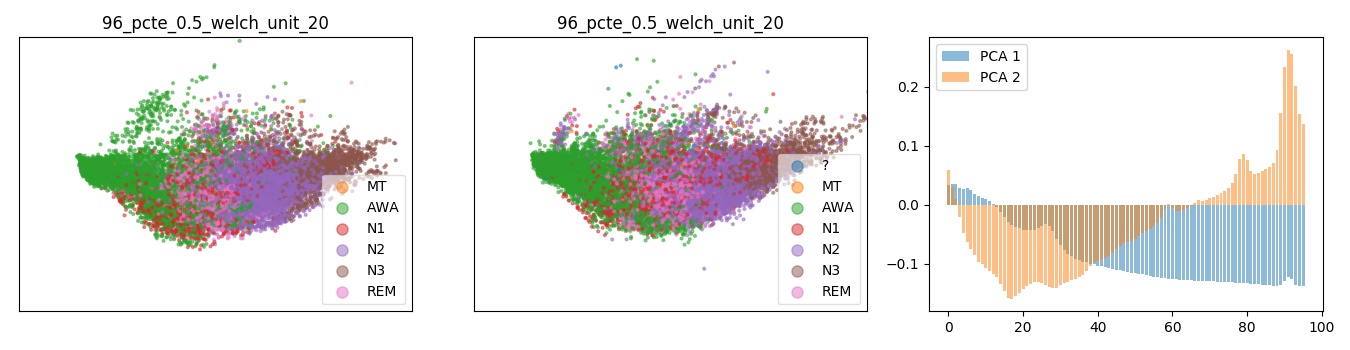 96_pcte_0.5_welch_unit_20
MT
AWA
N1
N2
N3
REM
96_pcte_0.5_welch_unit_20
?
MT
AWA
N1
N2
N3
REM
PCA 1
PCA 2
0.2
0.1
0.0
−0.1
0 20 40 60 80 100